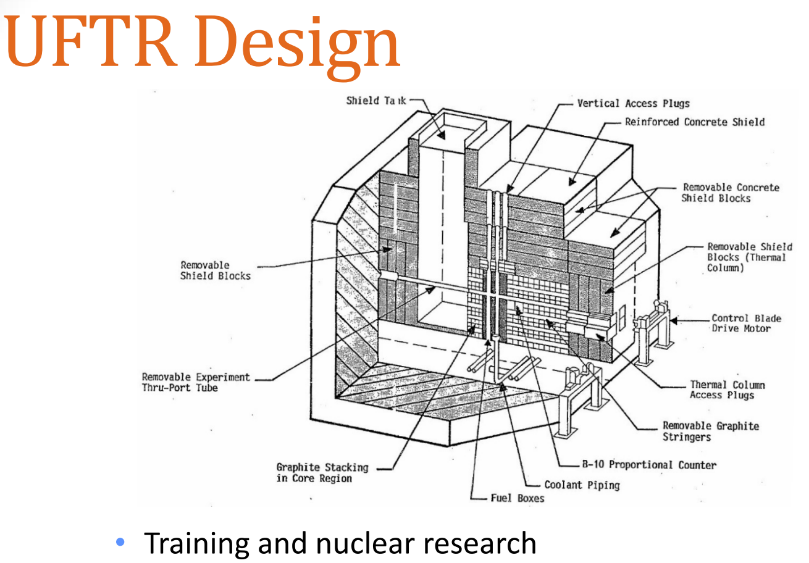 UFTR Design
Shield Tank
Vertical Access Plugs
Reinforced Concrete Shield
Removable Concrete
Shield Blocks
Removable Shield
Blocks (Thermal
Column)
Removable
Shield Blocks
Control Blade
Drive Motor
Removable Experiment
Thru-Port Tube
Thermal Column
Access Plugs
Removable Graphite
Stringers
Graphite Stacking
in Core Region
B-10 Proportional Counter
Coolant Piping
Fuel Boxes
• Training and nuclear research